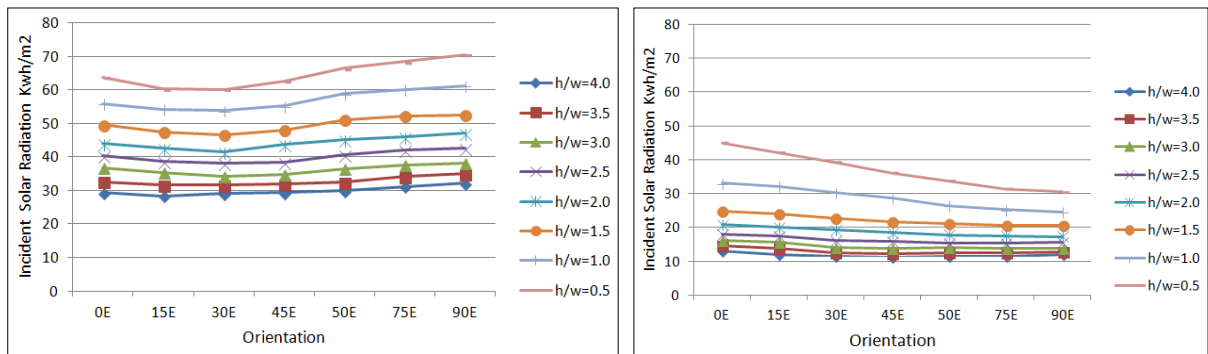 Incident Solar Radiation Kwh/m2
80
70
60
50
40
30
20
10
0
0E 15E 30E 45E 50E 75E 90E
Orientation
h/w=4.0
h/w=3.5
h/w=3.0
h/w=2.5
h/w=2.0
h/w=1.5
h/w=1.0
h/w=0.5
Incident Solar Radiation Kwh/m2
80
70
60
50
40
30
20
10
0
0E 15E 30E 45E 50E 75E 90E
Orientation
h/w=4.0
h/w=3.5
h/w=3.0
h/w=2.5
h/w=2.0
h/w=1.5
h/w=1.0
h/w=0.5